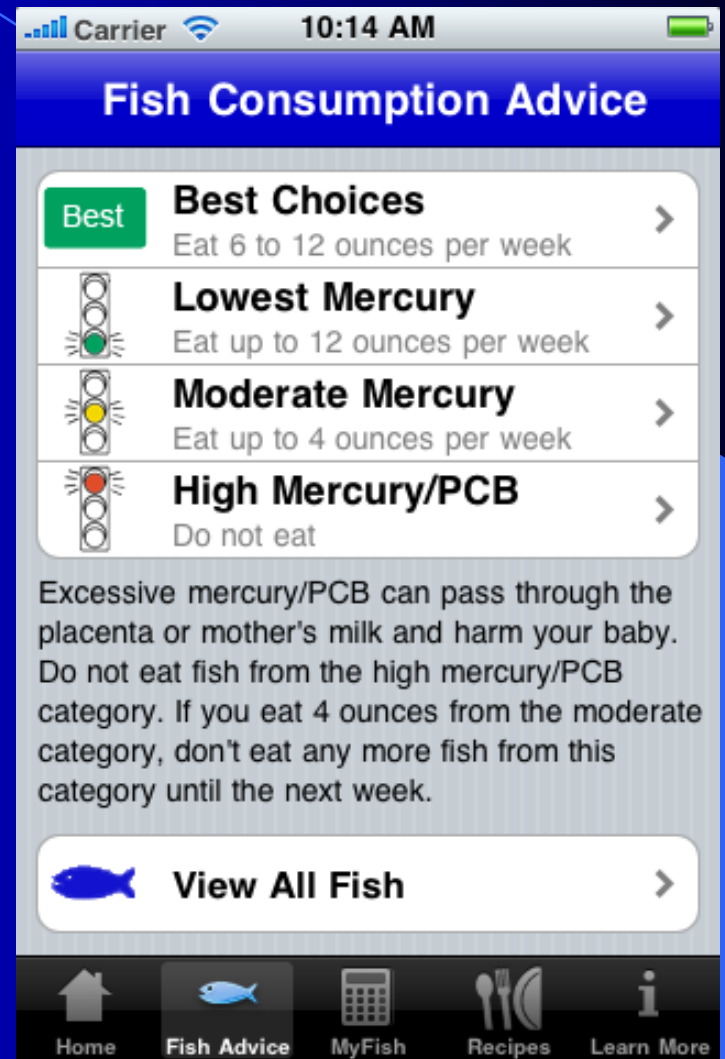 Carrier 10:14 AM
Fish Consumption Advice
Best
Best Choices
Eat 6 to 12 ounces per week
Lowest Mercury
Eat up to 12 ounces per week
Moderate Mercury
Eat up to 4 ounces per week
High Mercury/PCB
Do not eat
Excessive mercury/PCB can pass through the
placenta or mother's milk and harm your baby.
Do not eat fish from the high mercury/PCB
category. If you eat 4 ounces from the moderate
category, don't eat any more fish from this
category until the next week.
View All Fish
Home Fish Advice MyFish Recipes Learn More